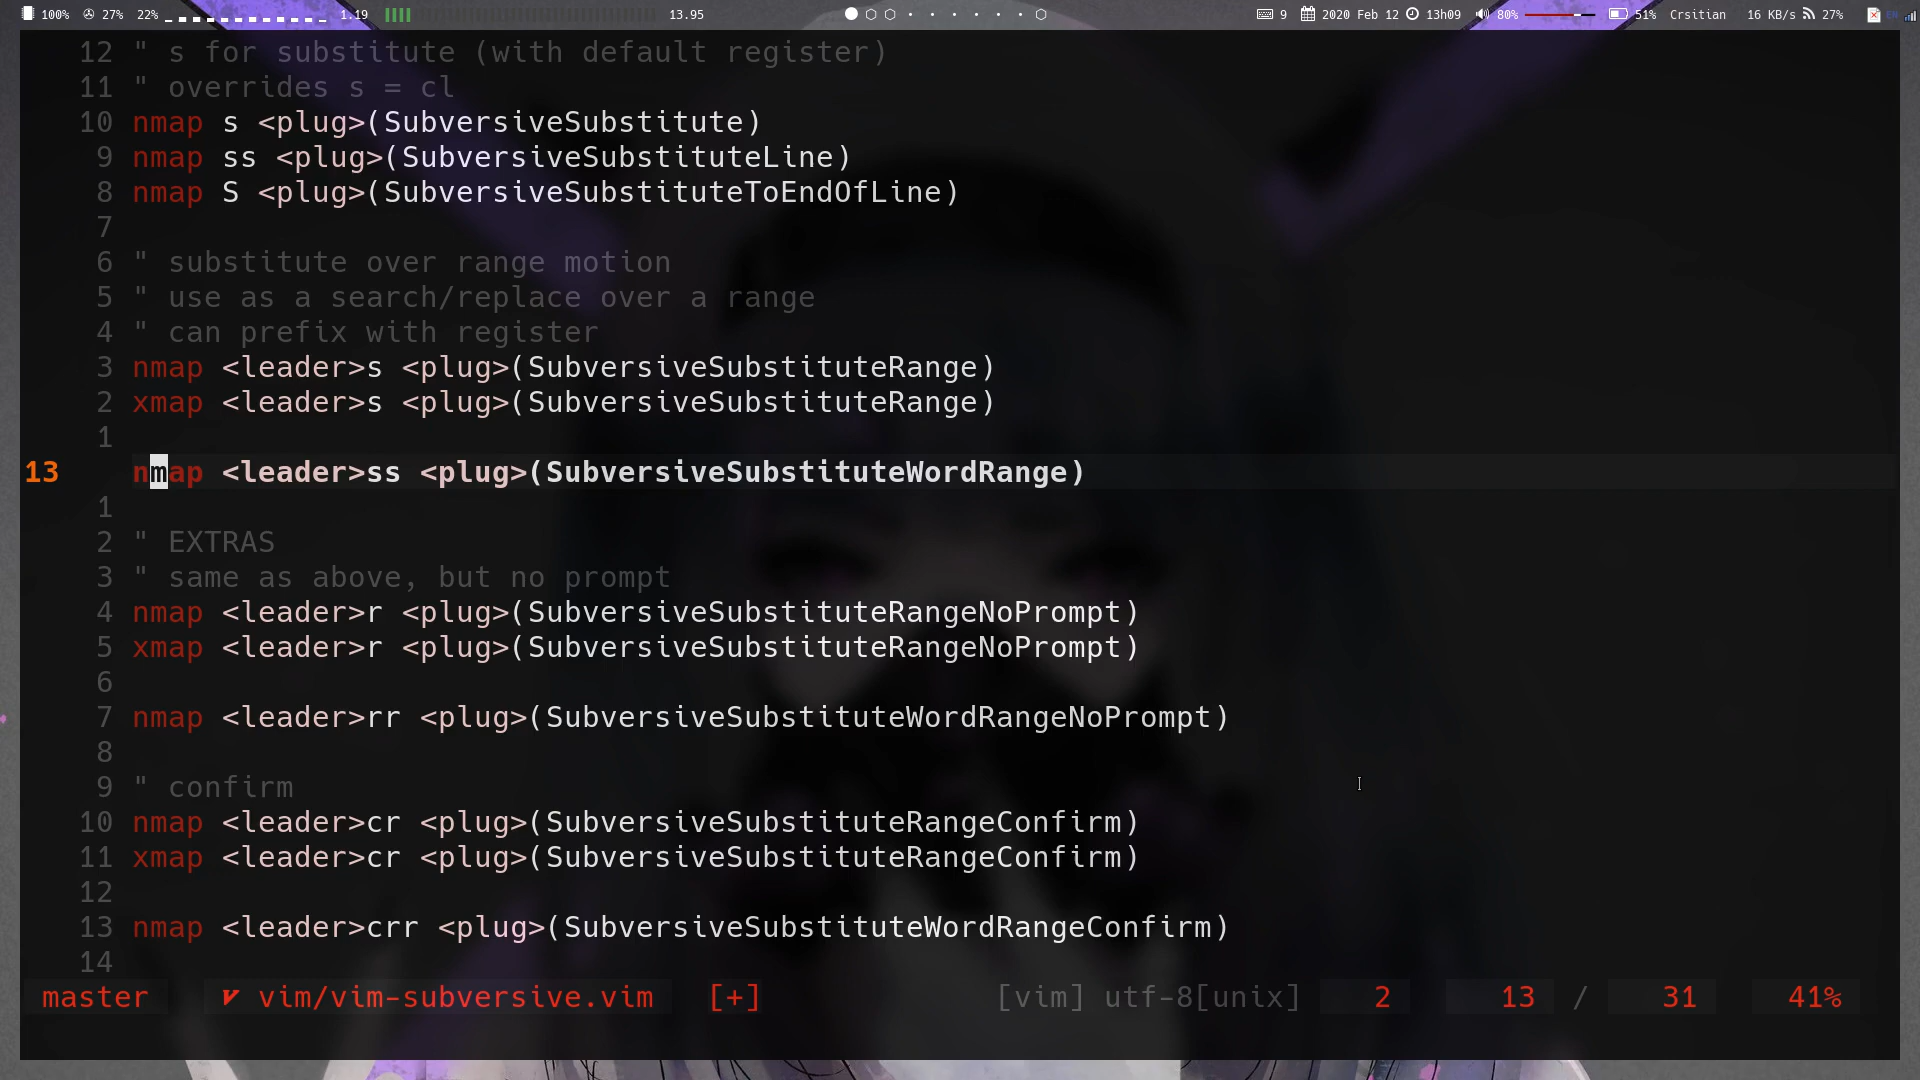 100% 27% 22% 1.19 13.95 9 2020 Feb 12 13h09 80% 51% Crsitian 16 KB/s 27%
12 " s for substitute (with default register)
11 " overrides s = cl
10 nmap s <plug>(SubversiveSubstitute)
9 nmap ss <plug>(SubversiveSubstituteLine)
8 nmap S <plug>(SubversiveSubstituteToEndOfLine)
7
6 " substitute over range motion
5 " use as a search/replace over a range
4 " can prefix with register
3 nmap <leader>s <plug>(SubversiveSubstituteRange)
2 xmap <leader>s <plug>(SubversiveSubstituteRange)
1
13 nmap <leader>ss <plug>(SubversiveSubstituteWordRange)
1
2 " EXTRAS
3 " same as above, but no prompt
4 nmap <leader>r <plug>(SubversiveSubstituteRangeNoPrompt)
5 xmap <leader>r <plug>(SubversiveSubstituteRangeNoPrompt)
6
7 nmap <leader>rr <plug>(SubversiveSubstituteWordRangeNoPrompt)
8
9 " confirm
10 nmap <leader>cr <plug>(SubversiveSubstituteRangeConfirm)
11 xmap <leader>cr <plug>(SubversiveSubstituteRangeConfirm)
12
13 nmap <leader>crr <plug>(SubversiveSubstituteWordRangeConfirm)
14
master vim/vim-subversive.vim [+] [vim] utf-8[unix] 2 13 / 31 41%